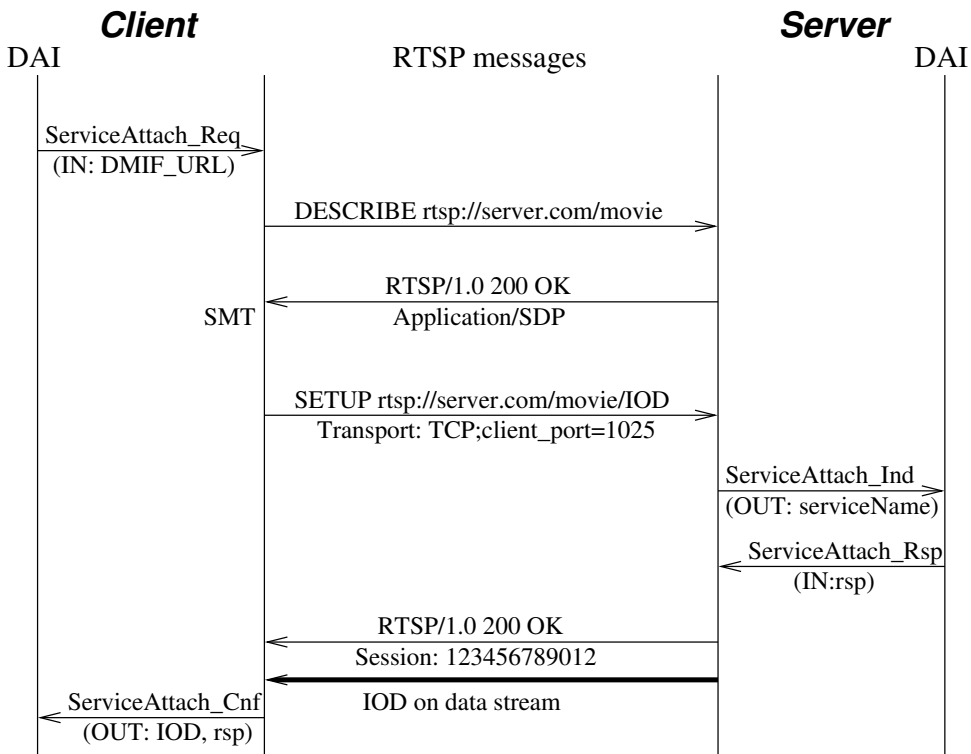 Client
Server
DAI
RTSP messages
DAI
ServiceAttach_Req
(IN: DMIF_URL)
DESCRIBE rtsp://server.com/movie
RTSP/1.0 200 OK
SMT
Application/SDP
SETUP rtsp://server.com/movie/IOD
Transport: TCP;client_port=1025
ServiceAttach_Ind
(OUT: serviceName)
ServiceAttach_Rsp
(IN:rsp)
RTSP/1.0 200 OK
Session: 123456789012
ServiceAttach_Cnf
IOD on data stream
(OUT: IOD, rsp)